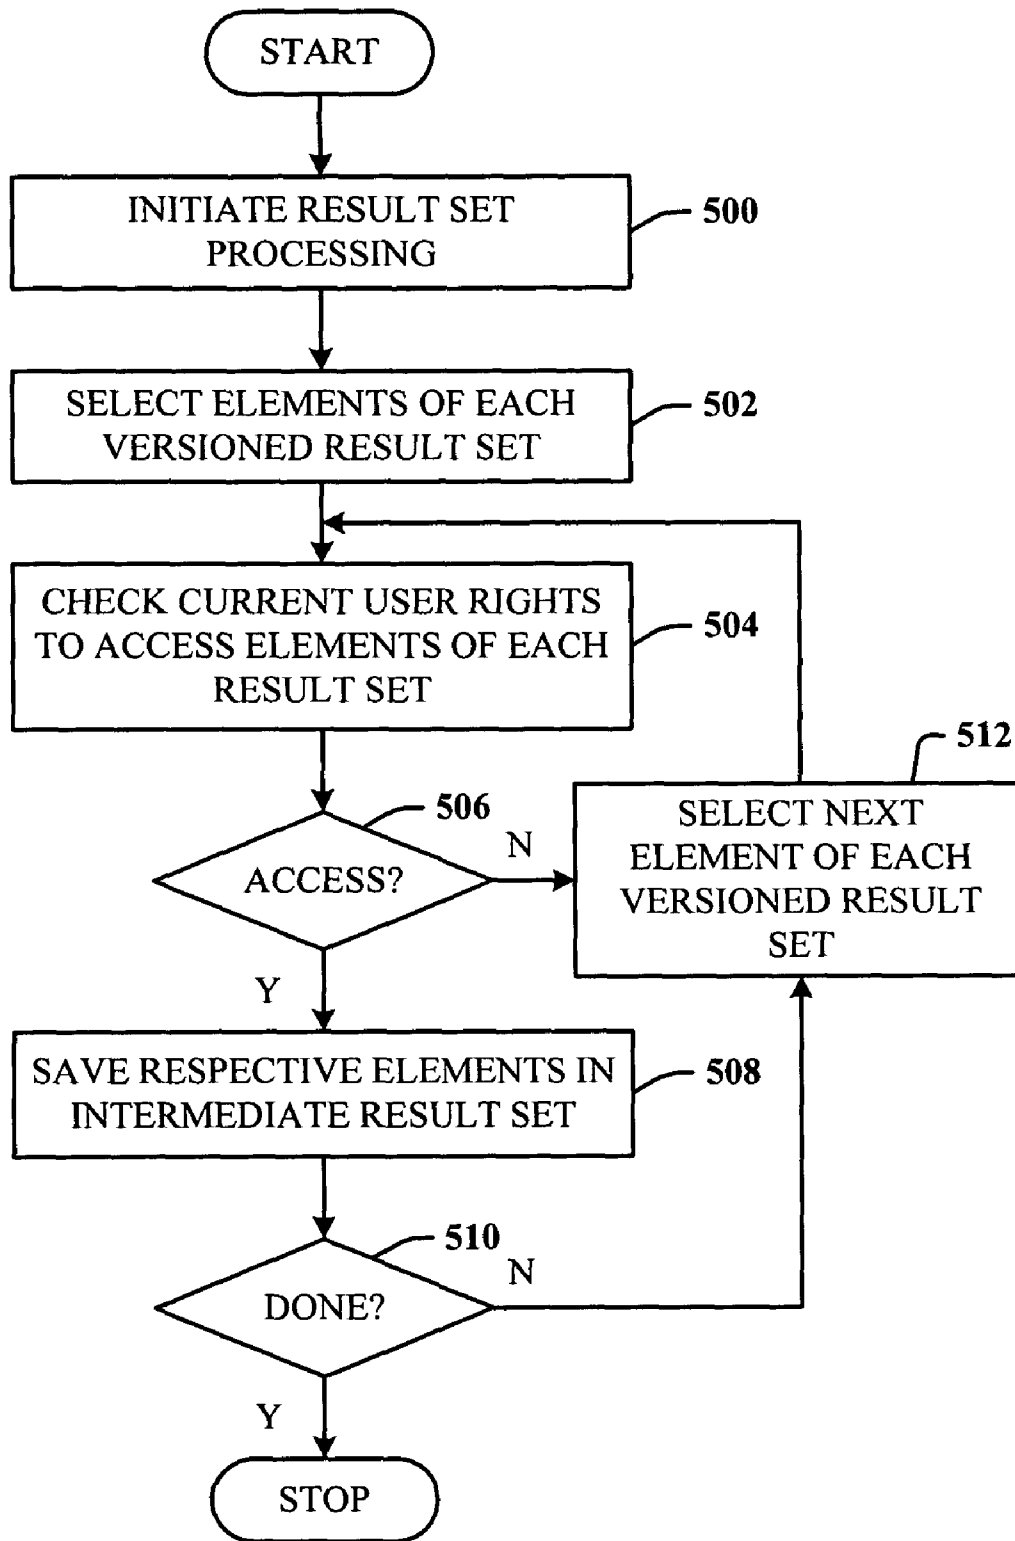 START
INITIATE RESULT SET
PROCESSING
500
SELECT ELEMENTS OF EACH
VERSIONED RESULT SET
502
CHECK CURRENT USER RIGHTS
TO ACCESS ELEMENTS OF EACH
RESULT SET
504
506
ACCESS?
N
Y
512
SELECT NEXT
ELEMENT OF EACH
VERSIONED RESULT
SET
SAVE RESPECTIVE ELEMENTS IN
INTERMEDIATE RESULT SET
508
510
DONE?
N
Y
STOP